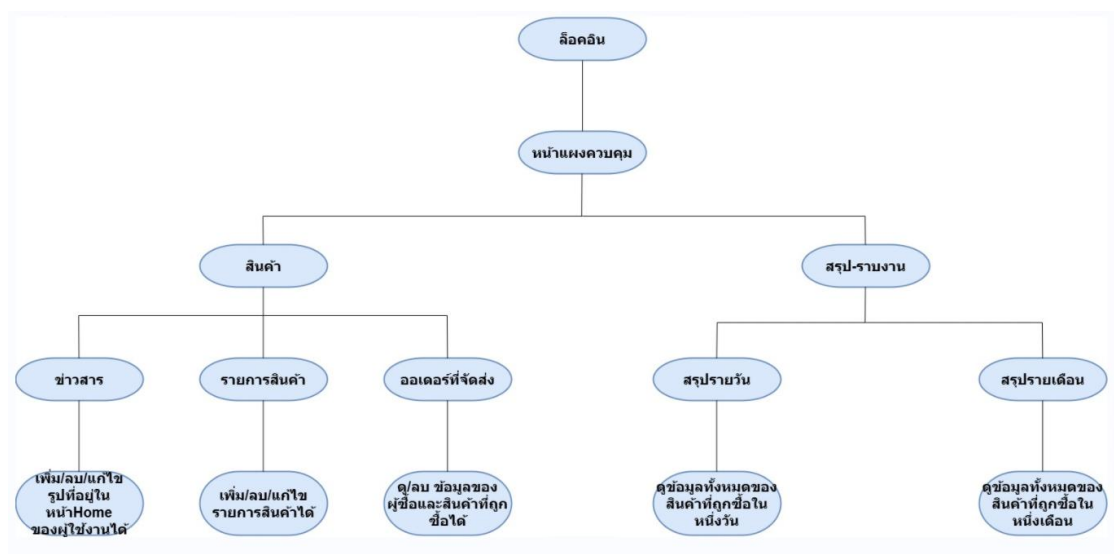 ล็อคอิน
หน้าแผงควบคุม
สินค้า
สรุป-ราบงาน
ข่าวสาร
รายการสินค้า
ออเดอร์ที่จัดส่ง
สรุปรายวัน
สรุปรายเดือน
เพิ่ม/ลบ/แก้ไข
รูปที่อยู่ใน
หน้าHome
ของผู้ใช้งานได้
เพิ่ม/ลบ/แก้ไข
รายการสินค้าได้
ดู/ลบ ข้อมูลของ
ผู้ซื้อและสินค้าที่ถูก
ซื้อได้
ดูข้อมูลทั้งหมดของ
สินค้าที่ถูกซื้อใน
หนึ่งวัน
ดูข้อมูลทั้งหมดของ
สินค้าที่ถูกซื้อใน
หนึ่งเดือน